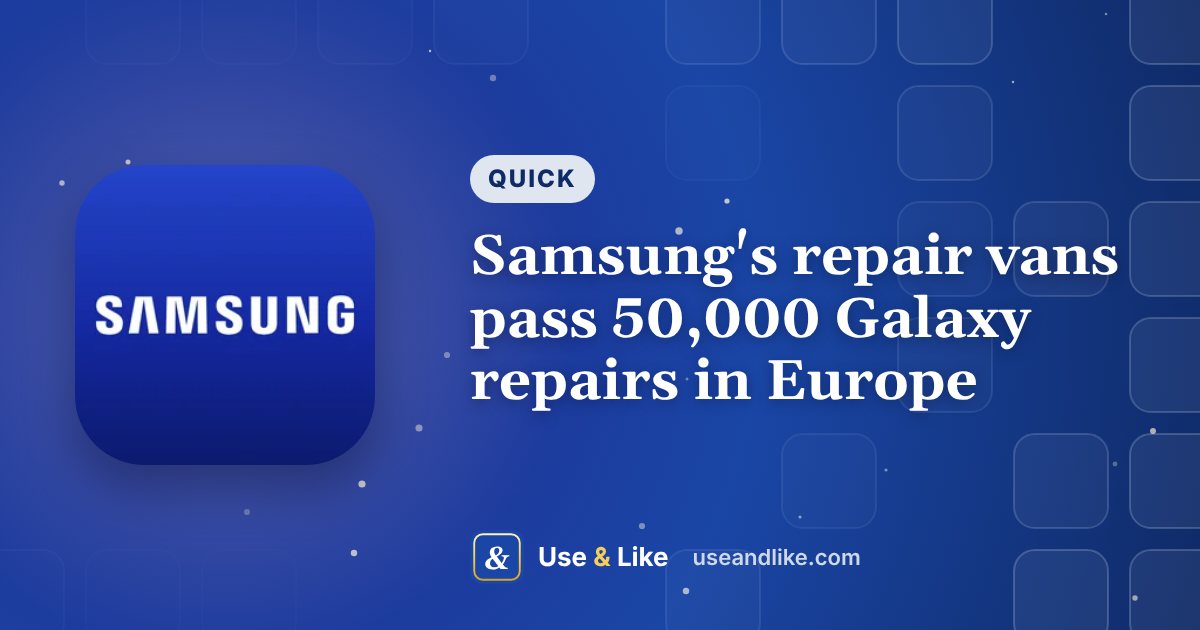 SAMSUNG
QUICK
Samsung's repair vans
pass 50,000 Galaxy
repairs in Europe
& Use & Like useandlike.com